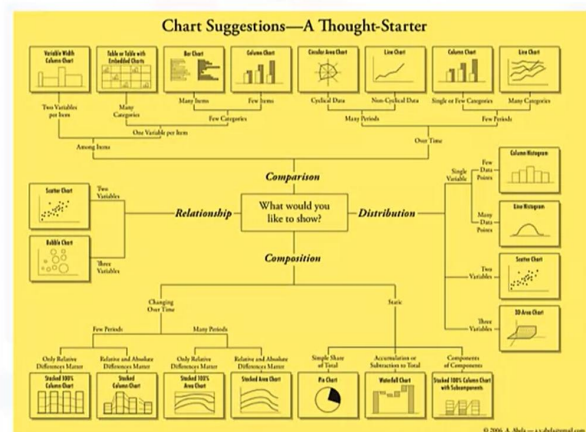 Chart Suggestions—A Thought-Starter
Variable Width
Column Chart
Table or Table with
Embedded Charts
Bar Chart
Column Chart
Circular Area Chart
Line Chart
Column Chart
Line Chart
Two Variables
per Item
Many
Categories
Many Items
Few Items
Cyclical Data
Non-Cyclical Data
Single or Few Categories
Many Categories
Few Categories
Many Periods
Few Periods
One Variable per Item
Among Items
Over Time
Comparison
What would you
like to show?
Relationship
Scatter Chart
Two
Variables
Bubble Chart
Three
Variables
Distribution
Single
Variable
Few
Data
Points
Column Histogram
Many
Data
Points
Line Histogram
Two
Variables
Scatter Chart
Three
Variables
3D Area Chart
Composition
Changing
Over Time
Static
Few Periods
Many Periods
Only Relative
Differences Matter
Relative and Absolute
Differences Matter
Only Relative
Differences Matter
Relative and Absolute
Differences Matter
Simple Share
of Total
Accumulation or
Subtraction to Total
Components
of Components
Stacked 100%
Column Chart
Stacked
Column Chart
Stacked 100%
Area Chart
Stacked Area Chart
Pie Chart
Waterfall Chart
Stacked 100% Column Chart
with Subcomponents
© 2006 A. Abela —